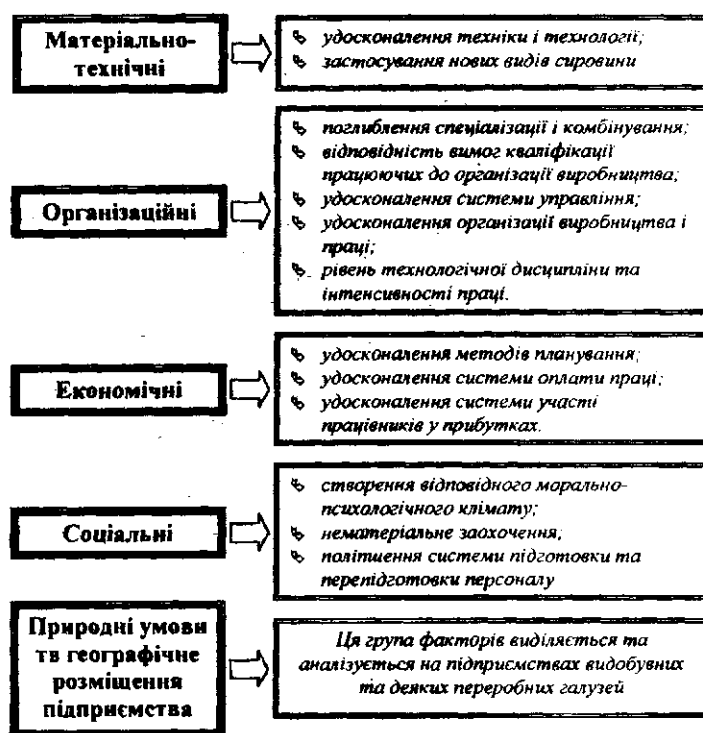 Матеріально-
технічні
удосконалення техніки і технології;
застосування нових видів сировини
Організаційні
поглиблення спеціалізації і комбінування;
відповідність вимог кваліфікації
працюючих до організації виробництва;
удосконалення системи управління;
удосконалення організації виробництва і
праці;
рівень технологічної дисципліни та
інтенсивності праці.
Економічні
удосконалення методів планування;
удосконалення системи оплати праці;
удосконалення системи участі
працівників у прибутках.
Соціальні
створення відповідного морально-
психологічного клімату;
нематеріальне заохочення;
поліпшення системи підготовки та
перепідготовки персоналу
Природні умови
тв географічне
розміщення
підприємства
Ця група факторів виділяється та
аналізується на підприємствах видобувних
та деяких переробних галузей